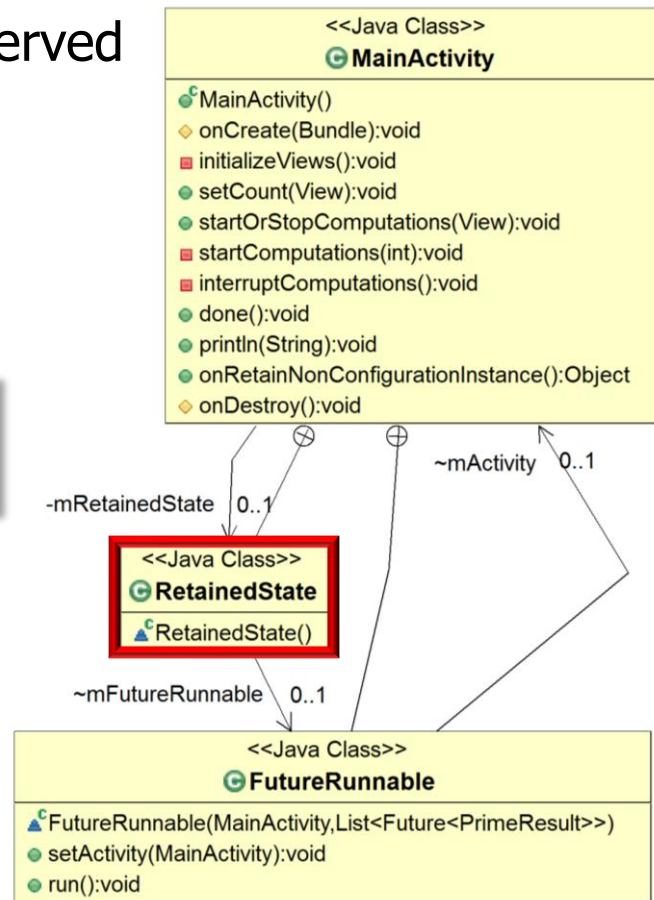 erved
<<Java Class>>
MainActivity
MainActivity()
onCreate(Bundle):void
initializeViews():void
setCount(View):void
startOrStopComputations(View):void
startComputations(int):void
interruptComputations():void
done():void
println(String):void
onRetainNonConfigurationInstance():Object
onDestroy():void
~mActivity 0..1
-mRetainedState 0..1
<<Java Class>>
RetainedState
RetainedState()
~mFutureRunnable 0..1
<<Java Class>>
FutureRunnable
FutureRunnable(MainActivity,List<Future<PrimeResult>>)
setActivity(MainActivity):void
run():void